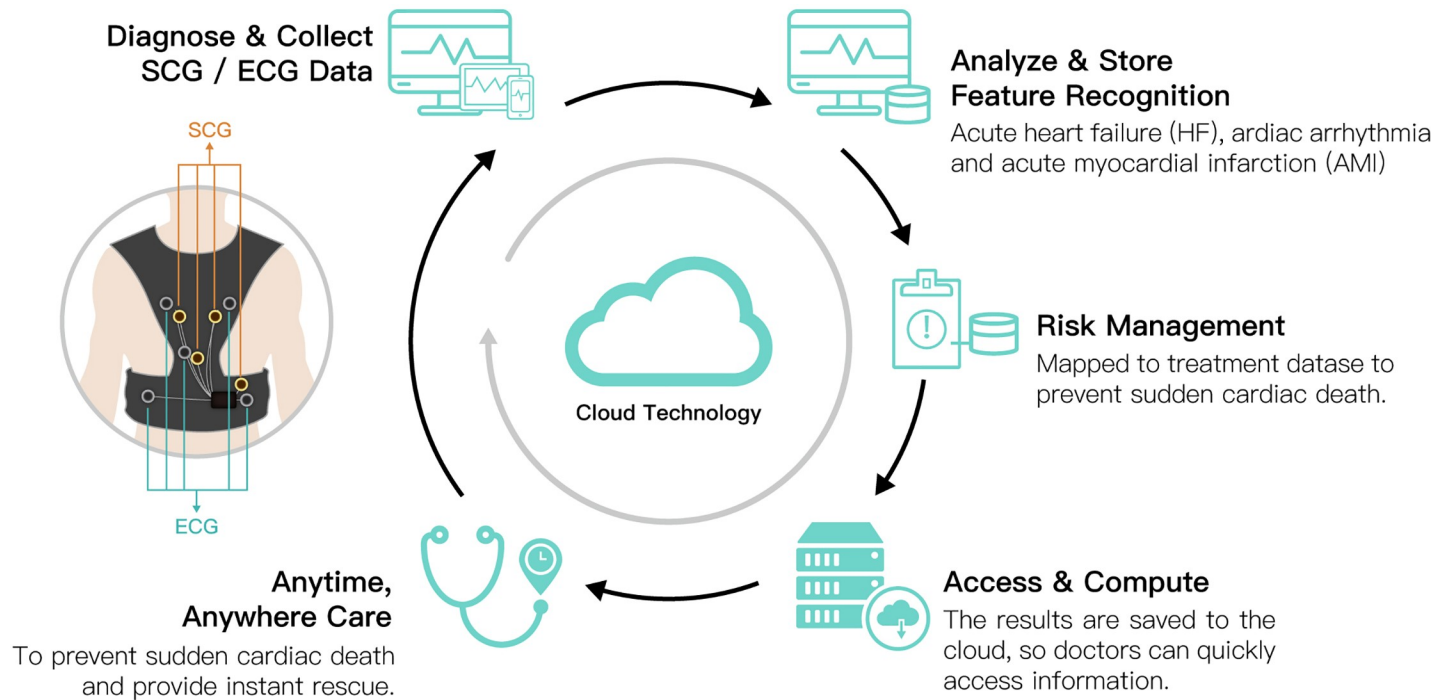 Diagnose & Collect
SCG / ECG Data
SCG
ECG
Analyze & Store
Feature Recognition
Acute heart failure (HF), ardiac arrhythmia
and acute myocardial infarction (AMI)
Risk Management
Mapped to treatment datase to
prevent sudden cardiac death.
Cloud Technology
Access & Compute
The results are saved to the
cloud, so doctors can quickly
access information.
Anytime,
Anywhere Care
To prevent sudden cardiac death
and provide instant rescue.